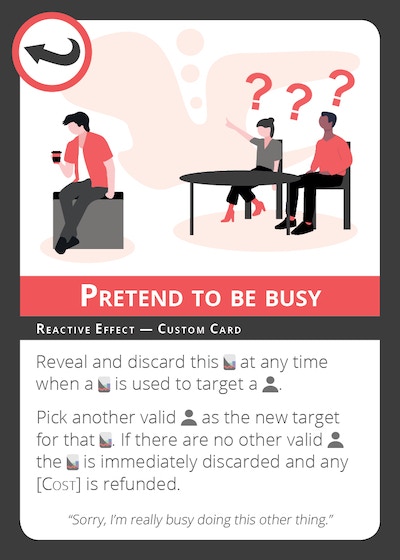 ? ? ?
Pretend to be busy
Reactive Effect — Custom Card
Reveal and discard this at any time
when a is used to target a .
Pick another valid as the new target
for that . If there are no other valid
the is immediately discarded and any
[Cost] is refunded.
“Sorry, I’m really busy doing this other thing.”